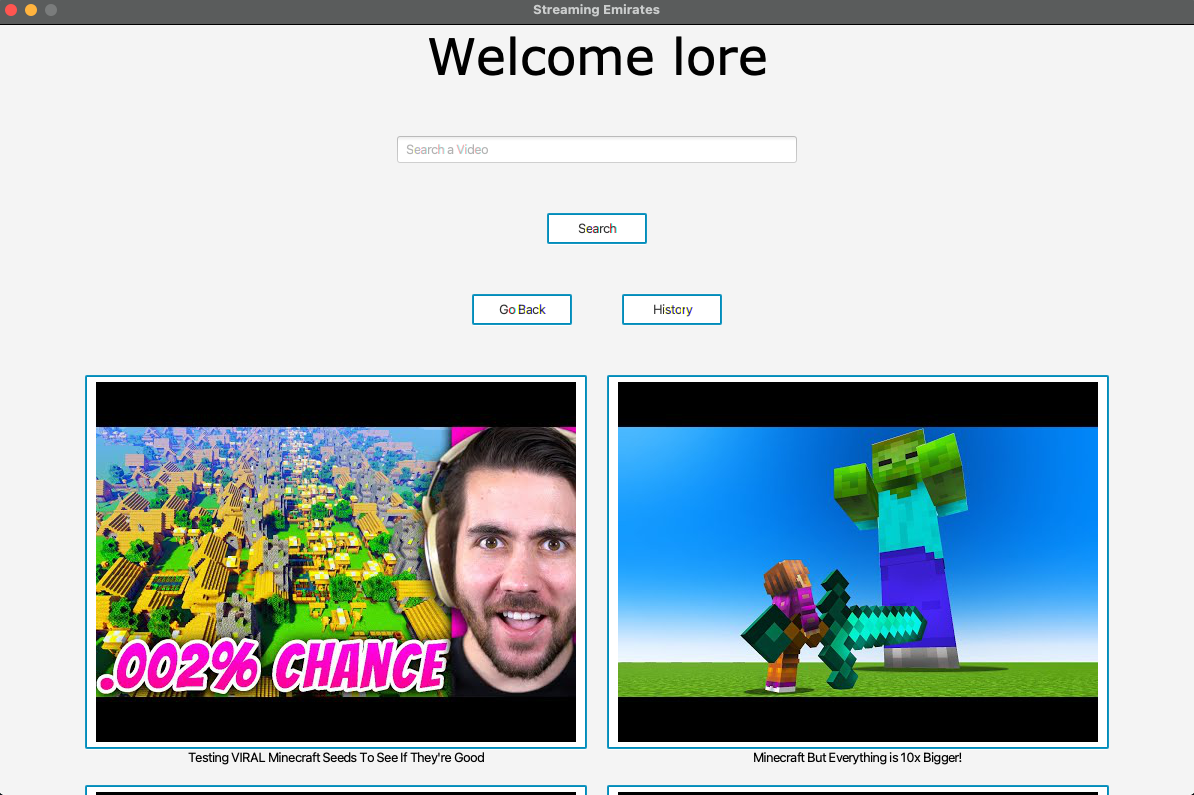 Streaming Emirates
Welcome lore
Search a Video
Search
Go Back
History
.002% CHANCE
Testing VIRAL Minecraft Seeds To See If They're Good
Minecraft But Everything is 10x Bigger!